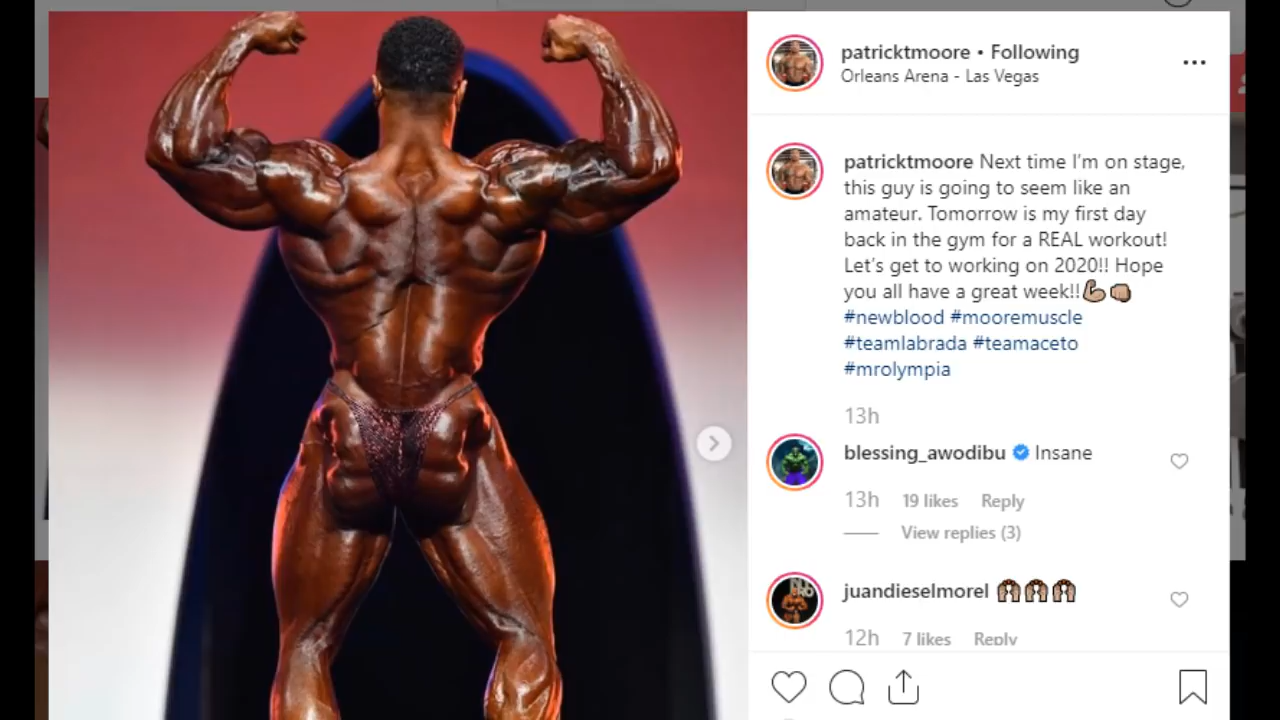 patricktmoore • Following
Orleans Arena - Las Vegas
patricktmoore Next time I'm on stage,
this guy is going to seem like an
amateur. Tomorrow is my first day
back in the gym for a REAL workout!
Let's get to working on 2020!! Hope
you all have a great week!!💪🏼👊🏼
#newblood #mooremuscle
#teamlabrada #teamaceto
#mrolympia
13h
blessing_awodibu Insane
13h 19 likes Reply
View replies (3)
juandieselmorel 🙌🏽🙌🏽🙌🏽
12h 7 likes Reply